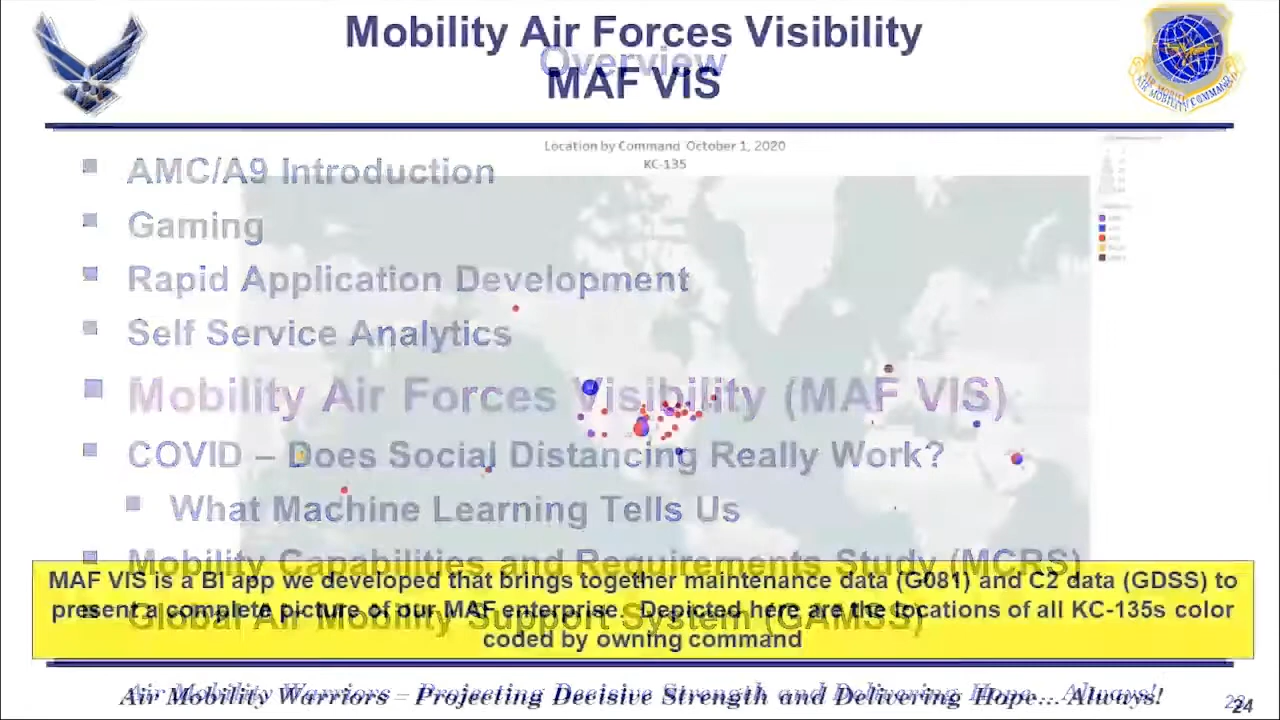 Mobility Air Forces Visibility
Overview
MAF VIS
Location by Command October 1, 2020
KC-135
AMC/A9 Introduction
Gaming
Rapid Application Development
Self Service Analytics
Mobility Air Forces Visibility (MAF VIS)
COVID – Does Social Distancing Really Work?
What Machine Learning Tells Us
Mobility Capabilities and Requirements Study (MCRS)
Global Air Mobility Support System (GAMSS)
MAF VIS is a BI app we developed that brings together maintenance data (G081) and C2 data (GDSS) to
present a complete picture of our MAF enterprise. Depicted here are the locations of all KC-135s color
coded by owning command
Air Mobility Warriors – Projecting Decisive Strength and Delivering Hope... Always!
24
AIR MOBILITY COMMAND